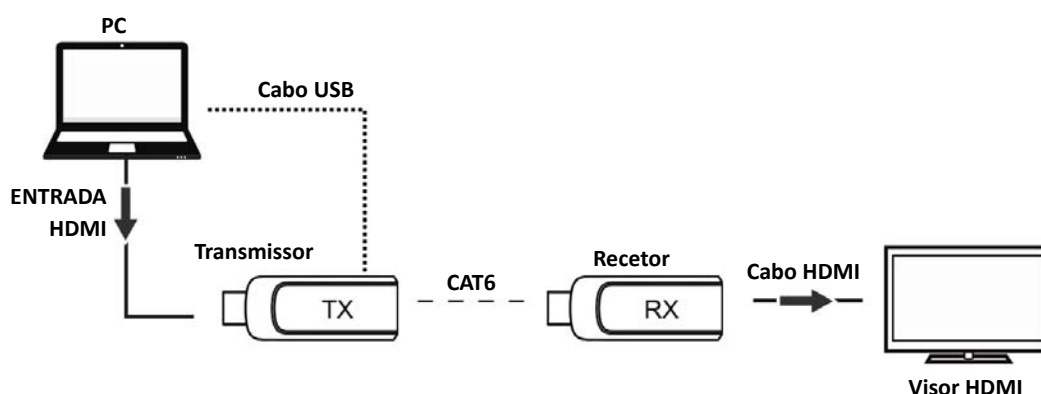 PC
Cabo USB
ENTRADA
HDMI
Transmissor
TX
CAT6
Recetor
RX
Cabo HDMI
Visor HDMI